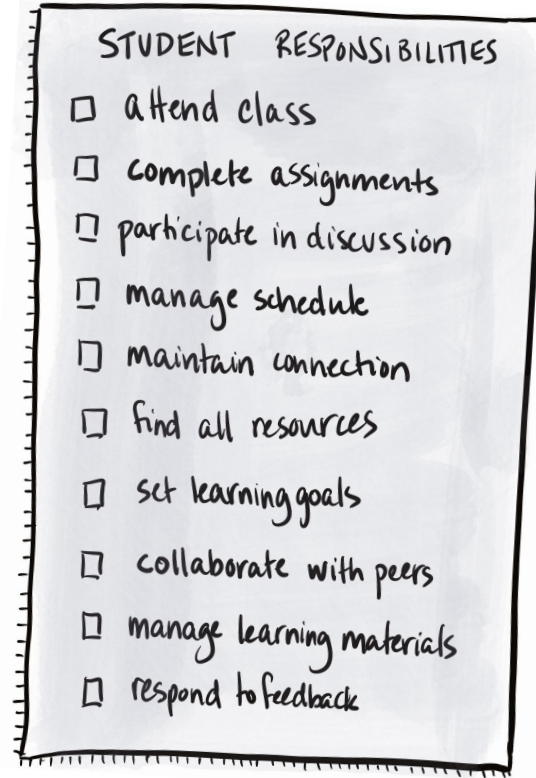 STUDENT RESPONSIBILITIES
attend class
complete assignments
participate in discussion
manage schedule
maintain connection
find all resources
set learning goals
collaborate with peers
manage learning materials
respond to feedback